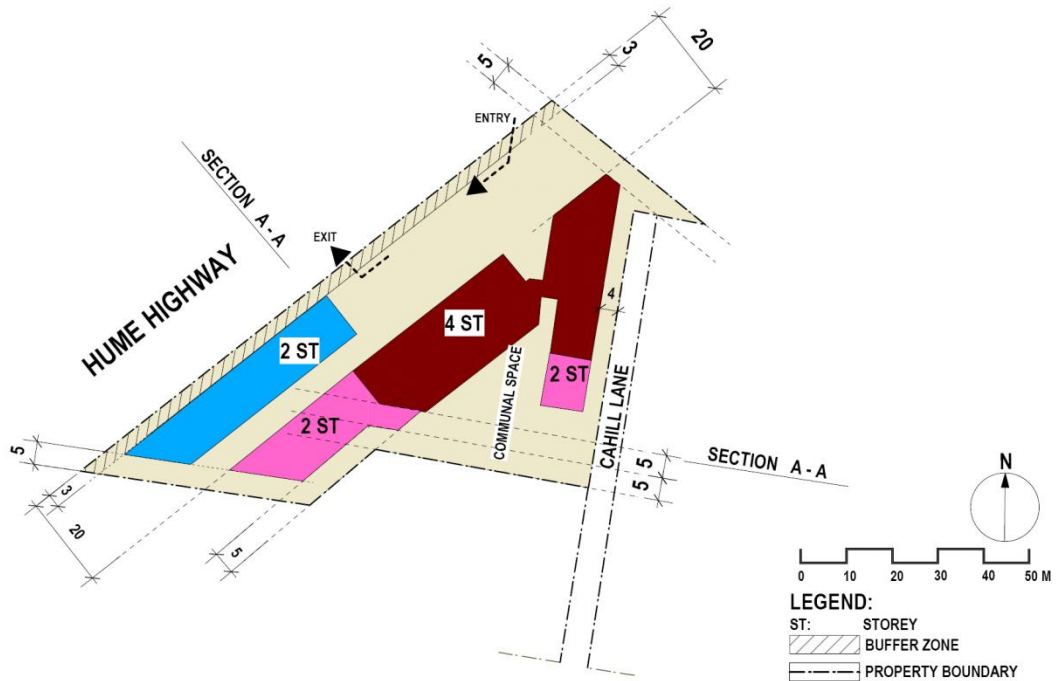 20
3
5
ENTRY
SECTION A - A
EXIT
HUME HIGHWAY
4
4 ST
2 ST
2 ST
2 ST
COMMUNAL SPACE
CAHILL LANE
SECTION A - A
5
5
5
3
20
5
N
0 10 20 30 40 50 M
LEGEND:
ST: STOREY
BUFFER ZONE
PROPERTY BOUNDARY